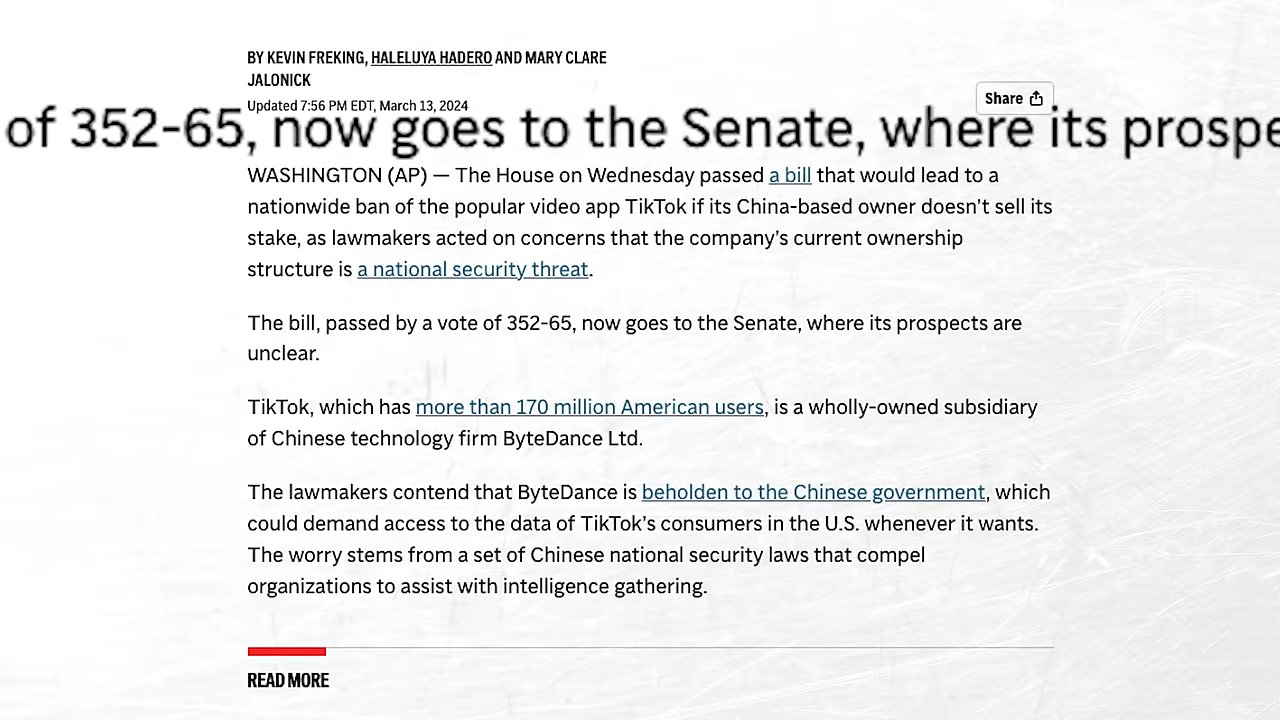 BY KEVIN FREKING, HALELUYA HADERO AND MARY CLARE
JALONICK
Updated 7:56 PM EDT, March 13, 2024
Share
of 352-65, now goes to the Senate, where its prospe
WASHINGTON (AP) — The House on Wednesday passed a bill that would lead to a
nationwide ban of the popular video app TikTok if its China-based owner doesn't sell its
stake, as lawmakers acted on concerns that the company's current ownership
structure is a national security threat.
The bill, passed by a vote of 352-65, now goes to the Senate, where its prospects are
unclear.
TikTok, which has more than 170 million American users, is a wholly-owned subsidiary
of Chinese technology firm ByteDance Ltd.
The lawmakers contend that ByteDance is beholden to the Chinese government, which
could demand access to the data of TikTok's consumers in the U.S. whenever it wants.
The worry stems from a set of Chinese national security laws that compel
organizations to assist with intelligence gathering.
READ MORE